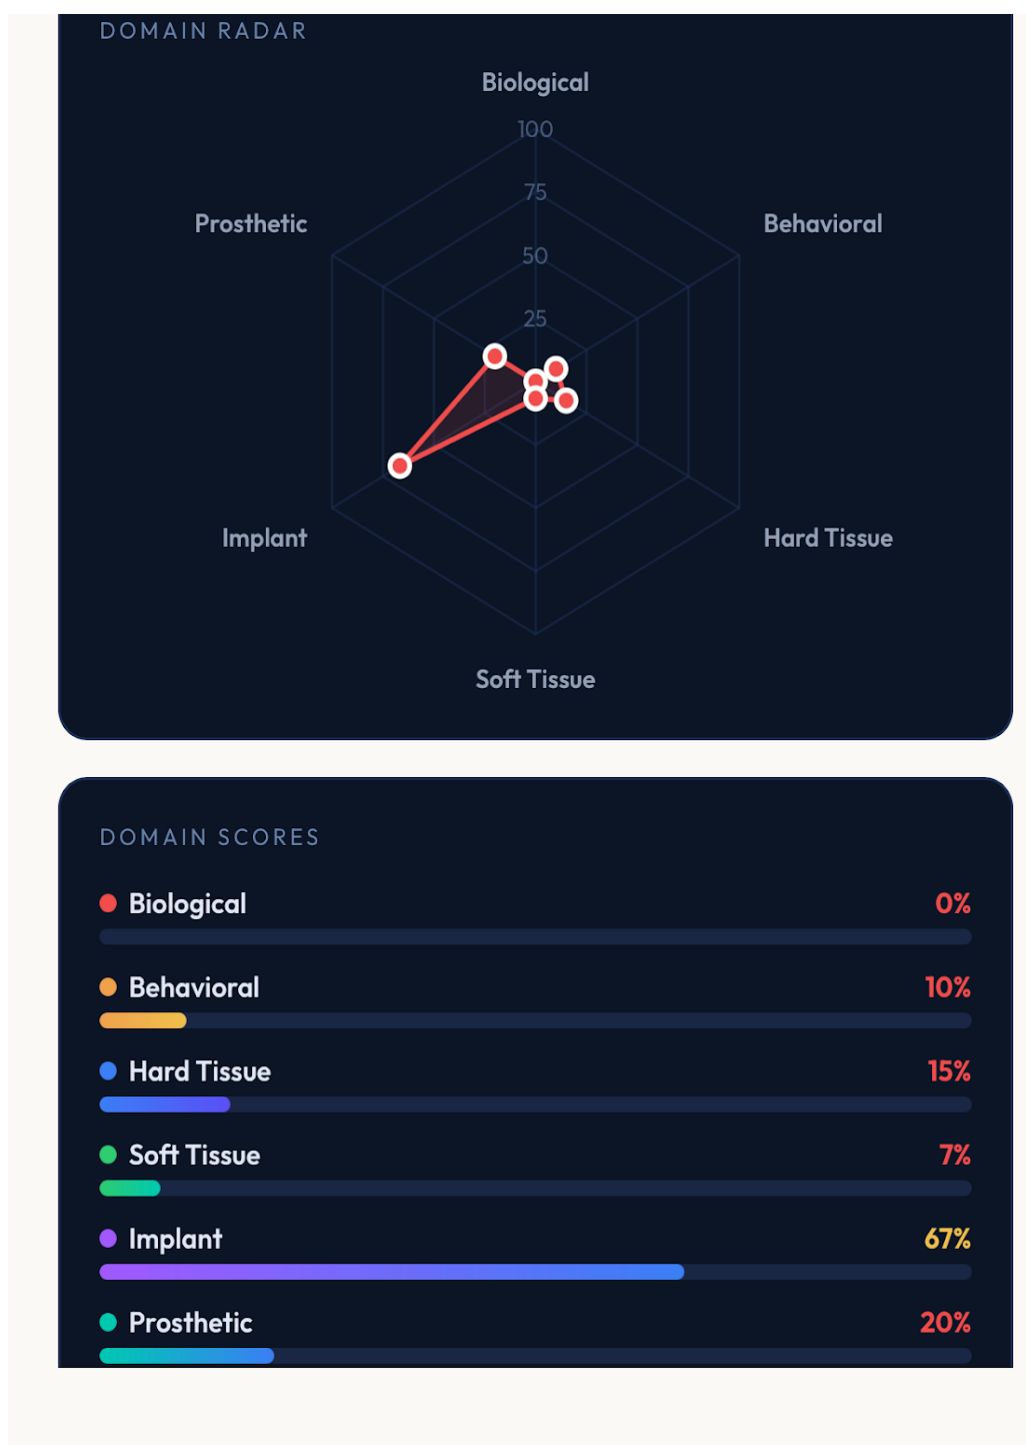 DOMAIN RADAR
Biological
100
75
Prosthetic
Behavioral
50
25
Implant
Hard Tissue
Soft Tissue
DOMAIN SCORES
Biological 0%
Behavioral 10%
Hard Tissue 15%
Soft Tissue 7%
Implant 67%
Prosthetic 20%